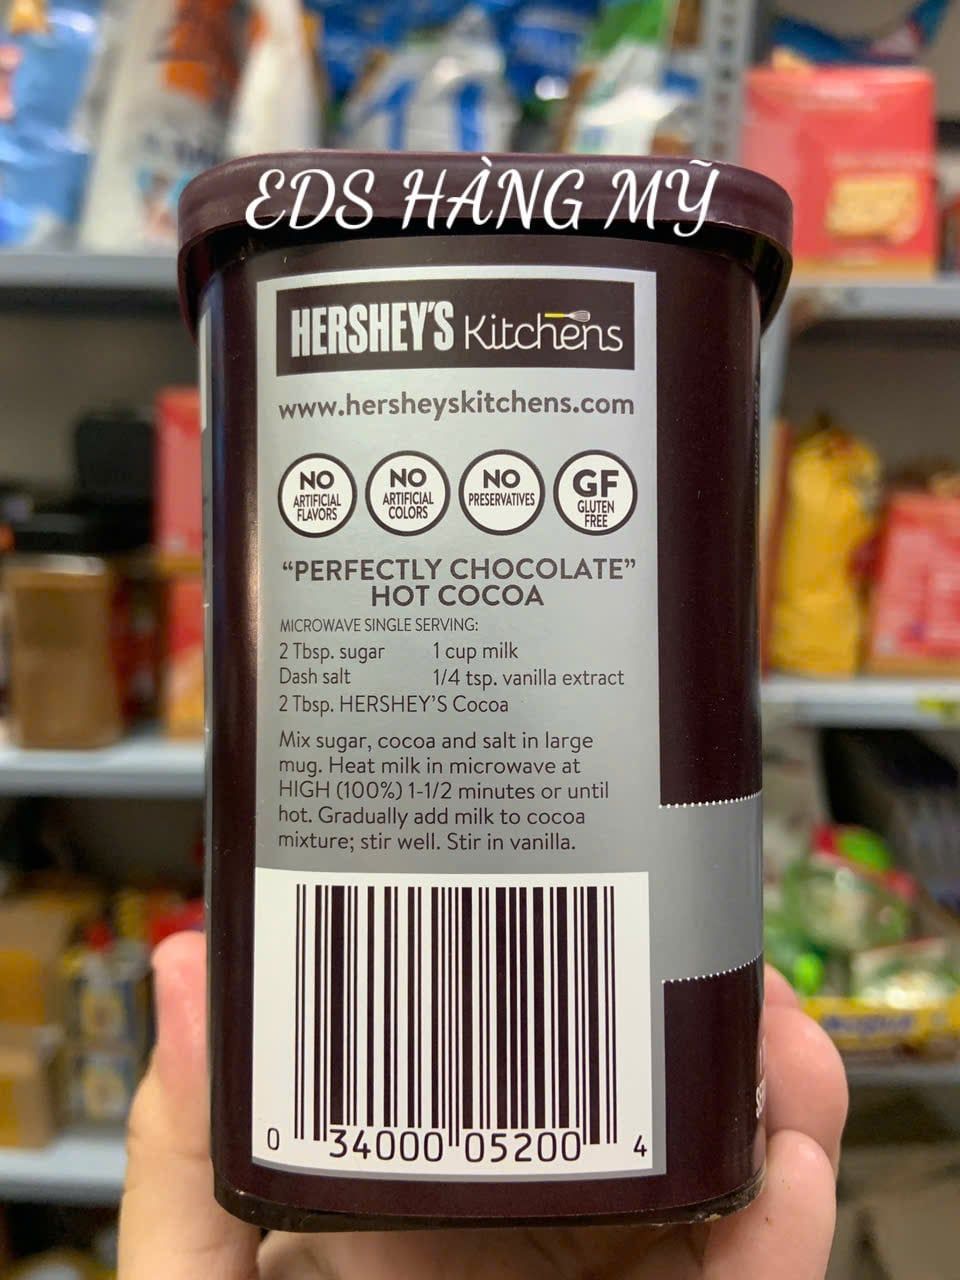 EDS HÀNG MỸ
HERSHEY'S Kitchens
www.hersheyskitchens.com
NO ARTIFICIAL FLAVORS
NO ARTIFICIAL COLORS
NO PRESERVATIVES
GF GLUTEN FREE
“PERFECTLY CHOCOLATE”
HOT COCOA
MICROWAVE SINGLE SERVING:
2 Tbsp. sugar 1 cup milk
Dash salt 1/4 tsp. vanilla extract
2 Tbsp. HERSHEY'S Cocoa
Mix sugar, cocoa and salt in large
mug. Heat milk in microwave at
HIGH (100%) 1-1/2 minutes or until
hot. Gradually add milk to cocoa
mixture; stir well. Stir in vanilla.
0 34000 05200 4